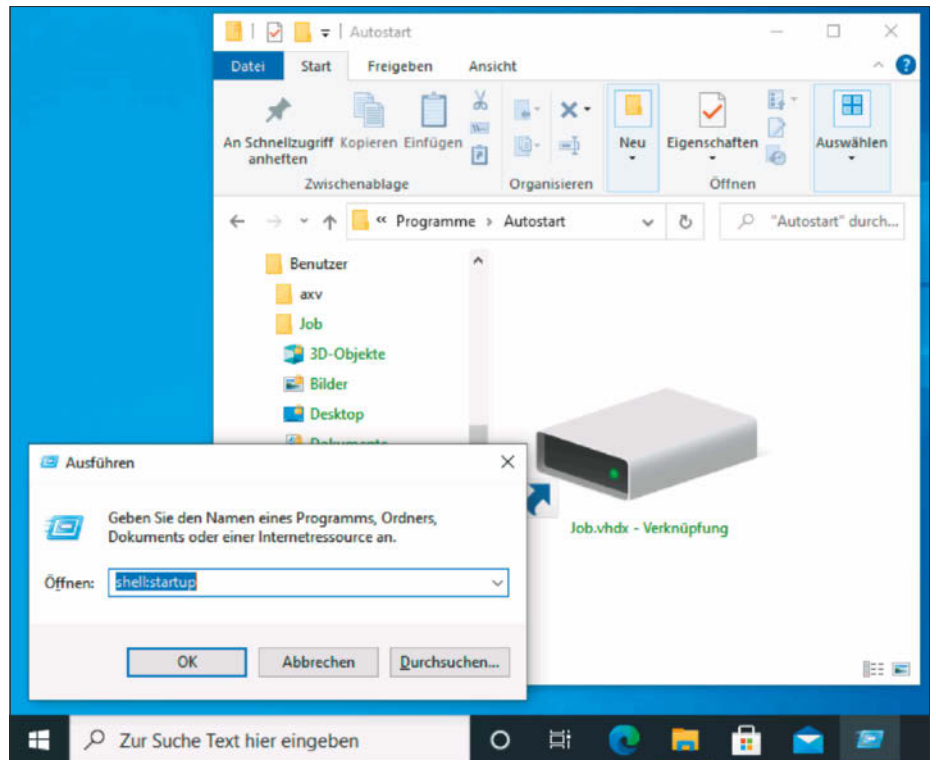 Autostart
Datei Start Freigeben Ansicht
An Schnellzugriff
anheften
Kopieren Einfügen
Neu
Eigenschaften
Auswählen
Zwischenablage
Organisieren
Öffnen
« Programme > Autostart
"Autostart" durch...
Benutzer
axv
Job
3D-Objekte
Bilder
Desktop
Dokumente
Job.vhdx - Verknüpfung
Ausführen
Geben Sie den Namen eines Programms, Ordners,
Dokuments oder einer Internetressource an.
Öffnen: shell:startup
OK Abbrechen Durchsuchen...
Zur Suche Text hier eingeben